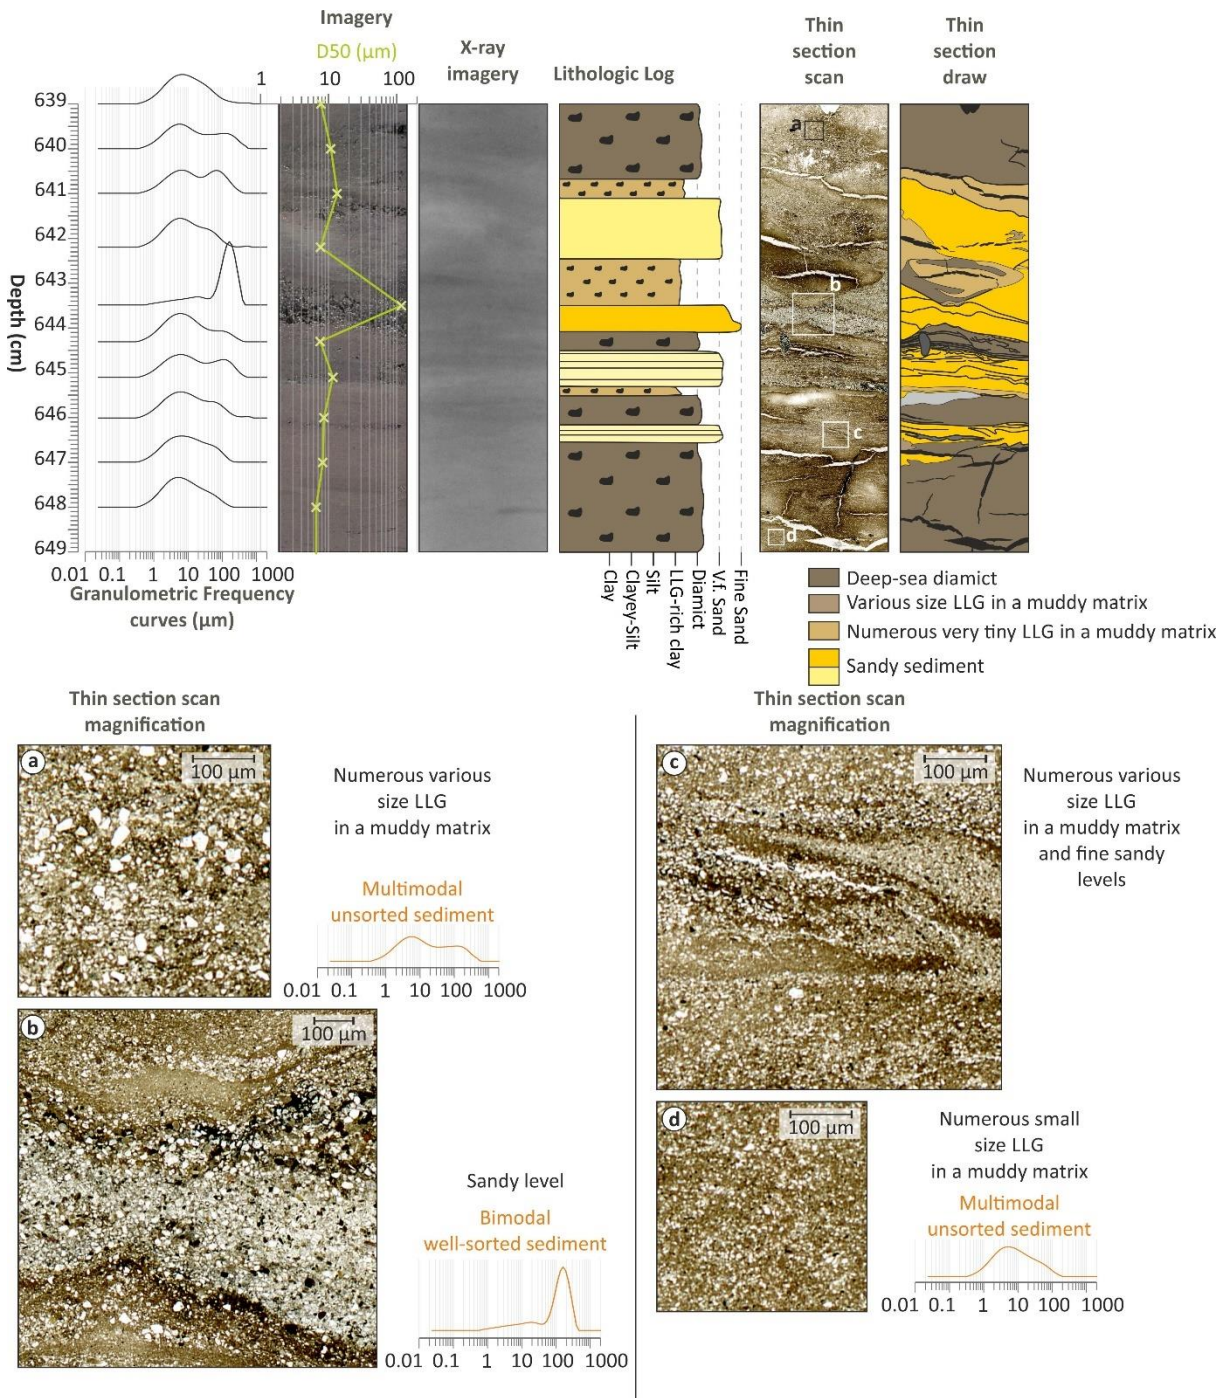 Imagery
D50 (µm)
1 10 100
X-ray
imagery
Lithologic Log
Thin
section
scan
Thin
section
draw
Depth (cm)
639
640
641
642
643
644
645
646
647
648
649
0.01 0.1 1 10 100 1000
Granulometric Frequency
curves (µm)
Clay
Clayey-Silt
Silt
LLG-rich clay
Diamict
V.f. Sand
Fine Sand
a
b
c
d
Deep-sea diamict
Various size LLG in a muddy matrix
Numerous very tiny LLG in a muddy matrix
Sandy sediment
Thin section scan
magnification
a
100 µm
Numerous various
size LLG
in a muddy matrix
Multimodal
unsorted sediment
0.01 0.1 1 10 100 1000
b
100 µm
Sandy level
Bimodal
well-sorted sediment
0.01 0.1 1 10 100 1000
Thin section scan
magnification
c
100 µm
Numerous various
size LLG
in a muddy matrix
and fine sandy
levels
d
100 µm
Numerous small
size LLG
in a muddy matrix
Multimodal
unsorted sediment
0.01 0.1 1 10 100 1000